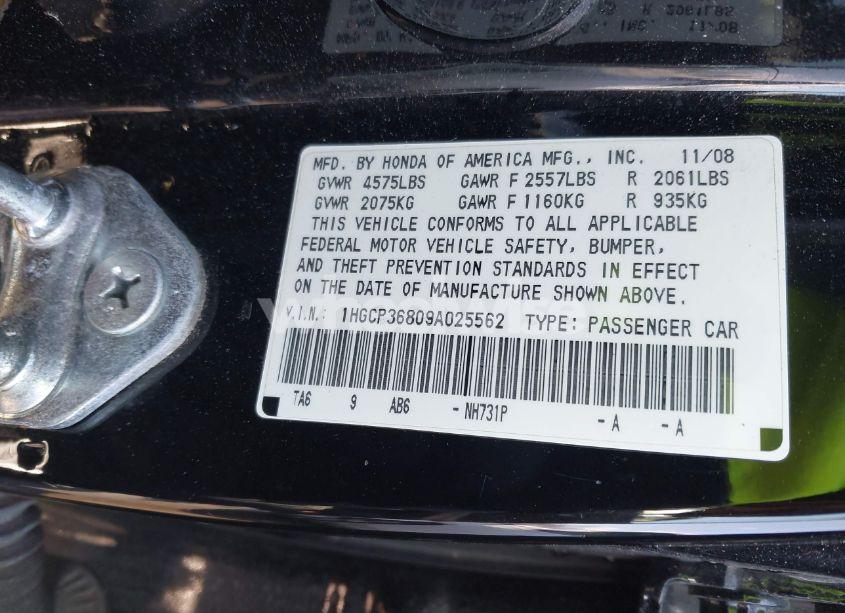 MFD. BY HONDA OF AMERICA MFG., INC. 11/08
GVWR 4575LBS GAWR F 2557LBS R 2061LBS
GVWR 2075KG GAWR F 1160KG R 935KG
THIS VEHICLE CONFORMS TO ALL APPLICABLE
FEDERAL MOTOR VEHICLE SAFETY, BUMPER,
AND THEFT PREVENTION STANDARDS IN EFFECT
ON THE DATE OF MANUFACTURE SHOWN ABOVE.
V.I.N.: 1HGCP36809A025562 TYPE: PASSENGER CAR
TA6 9 AB6 -NH731P -A -A